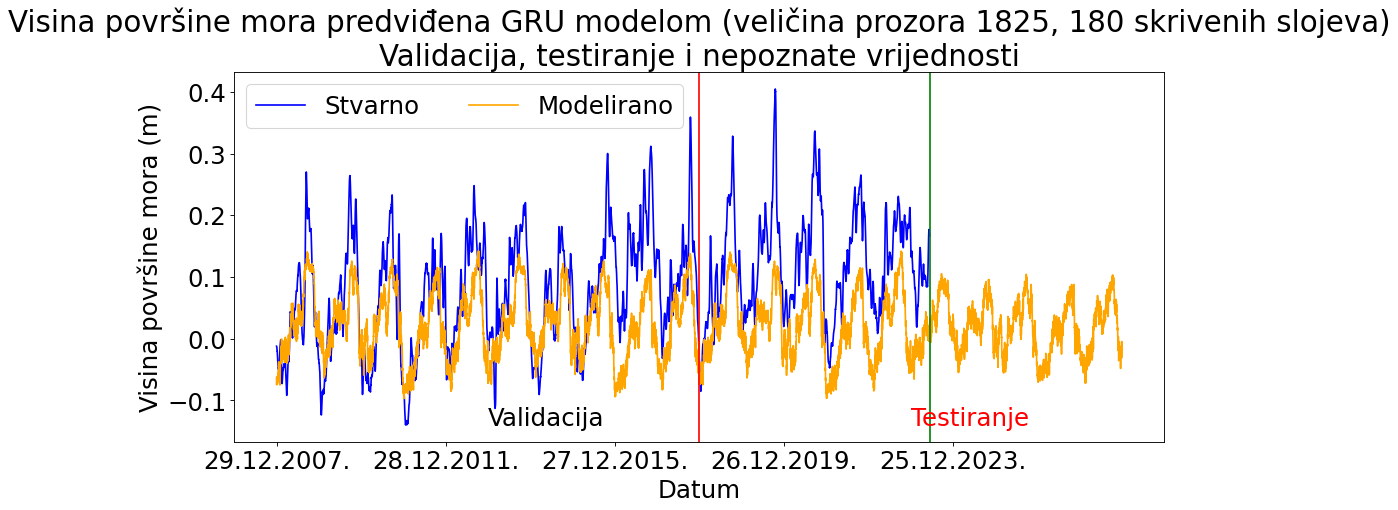 Visina površine mora predviđena GRU modelom (veličina prozora 1825, 180 skrivenih slojeva)
Validacija, testiranje i nepoznate vrijednosti
Stvarno
Modelirano
Visina površine mora (m)
0.4
0.3
0.2
0.1
0.0
−0.1
Validacija
Testiranje
29.12.2007.
28.12.2011.
27.12.2015.
26.12.2019.
25.12.2023.
Datum